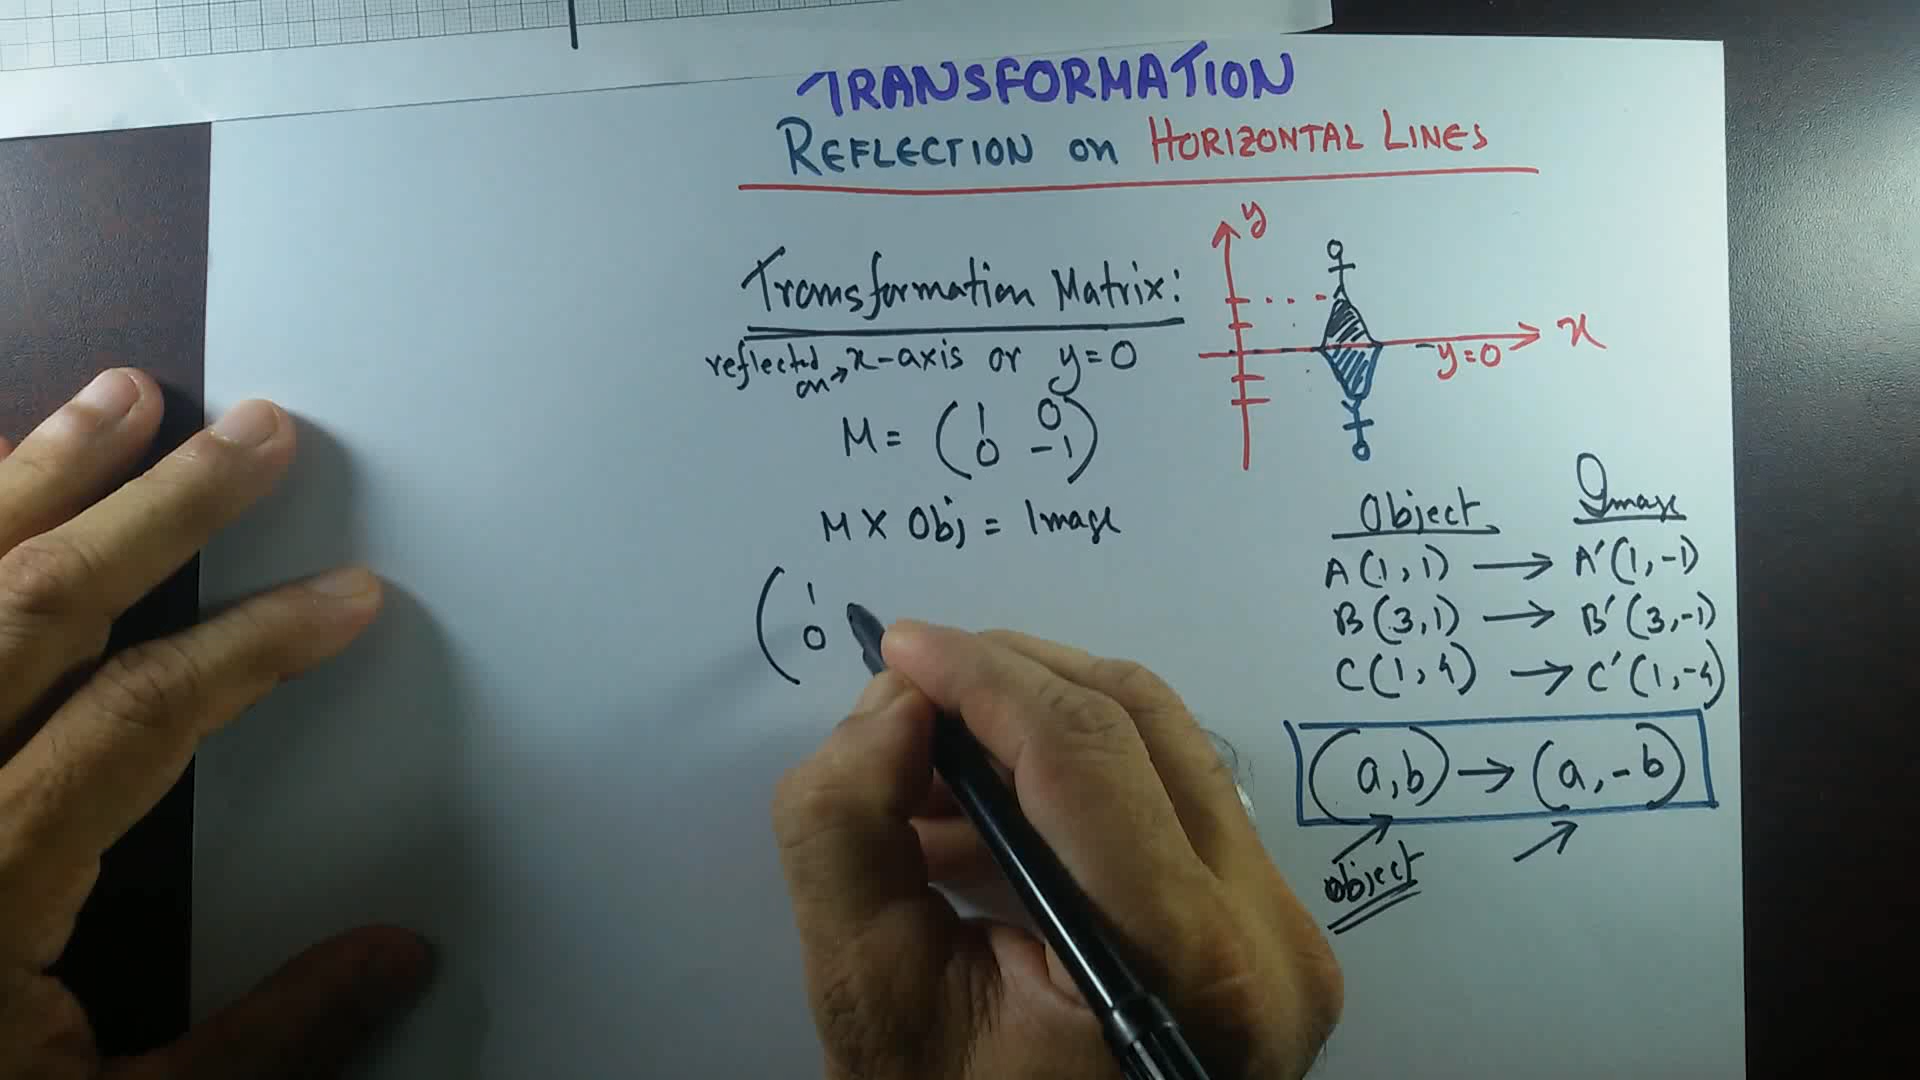 TRANSFORMATION
REFLECTION on HORIZONTAL LINES
Transformation Matrix:
reflected on → x-axis or y=0
M = ( 1 0
0 -1 )
M X Obj = Image
( 1
0
y
x
y=0
Object Image
A(1,1) → A'(1,-1)
B(3,1) → B'(3,-1)
C(1,4) → C'(1,-4)
(a,b) → (a,-b)
object